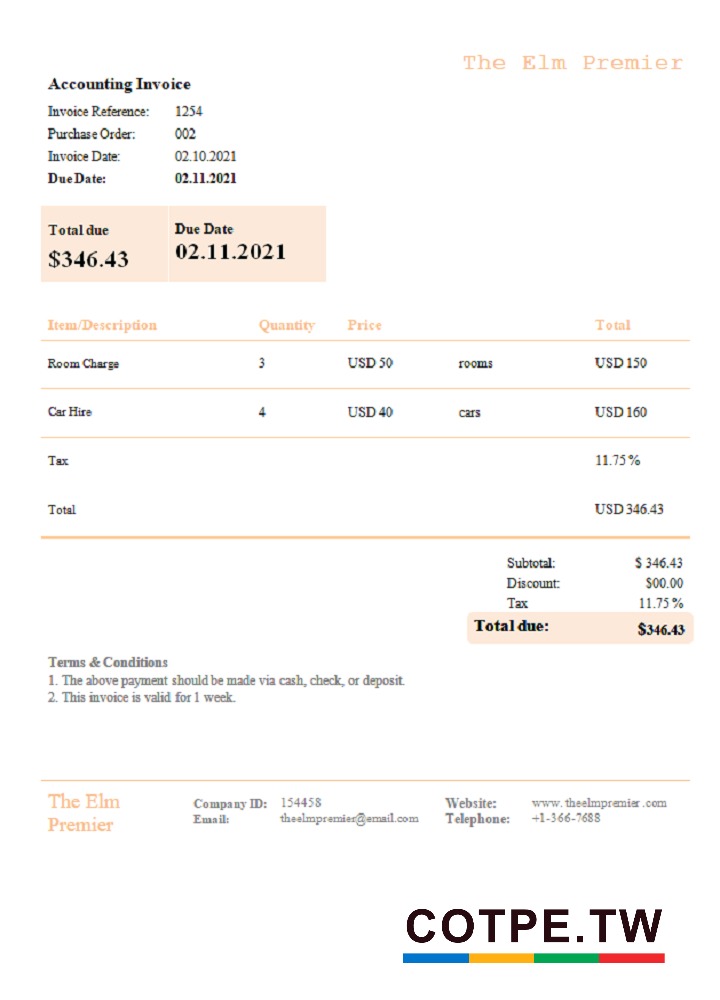 The Elm Premier
Accounting Invoice
Invoice Reference: 1254
Purchase Order: 002
Invoice Date: 02.10.2021
Due Date: 02.11.2021
Total due Due Date
$346.43 02.11.2021
Item/Description Quantity Price Total
Room Charge 3 USD 50 rooms USD 150
Car Hire 4 USD 40 cars USD 160
Tax 11.75%
Total USD 346.43
Subtotal: $ 346.43
Discount: $00.00
Tax 11.75%
Total due: $346.43
Terms & Conditions
1. The above payment should be made via cash, check, or deposit.
2. This invoice is valid for 1 week.
The Elm
Premier
Company ID: 154458
Email: theelmpremier@email.com
Website: www.theelmpremier.com
Telephone: +1-366-7688
COTPE.TW